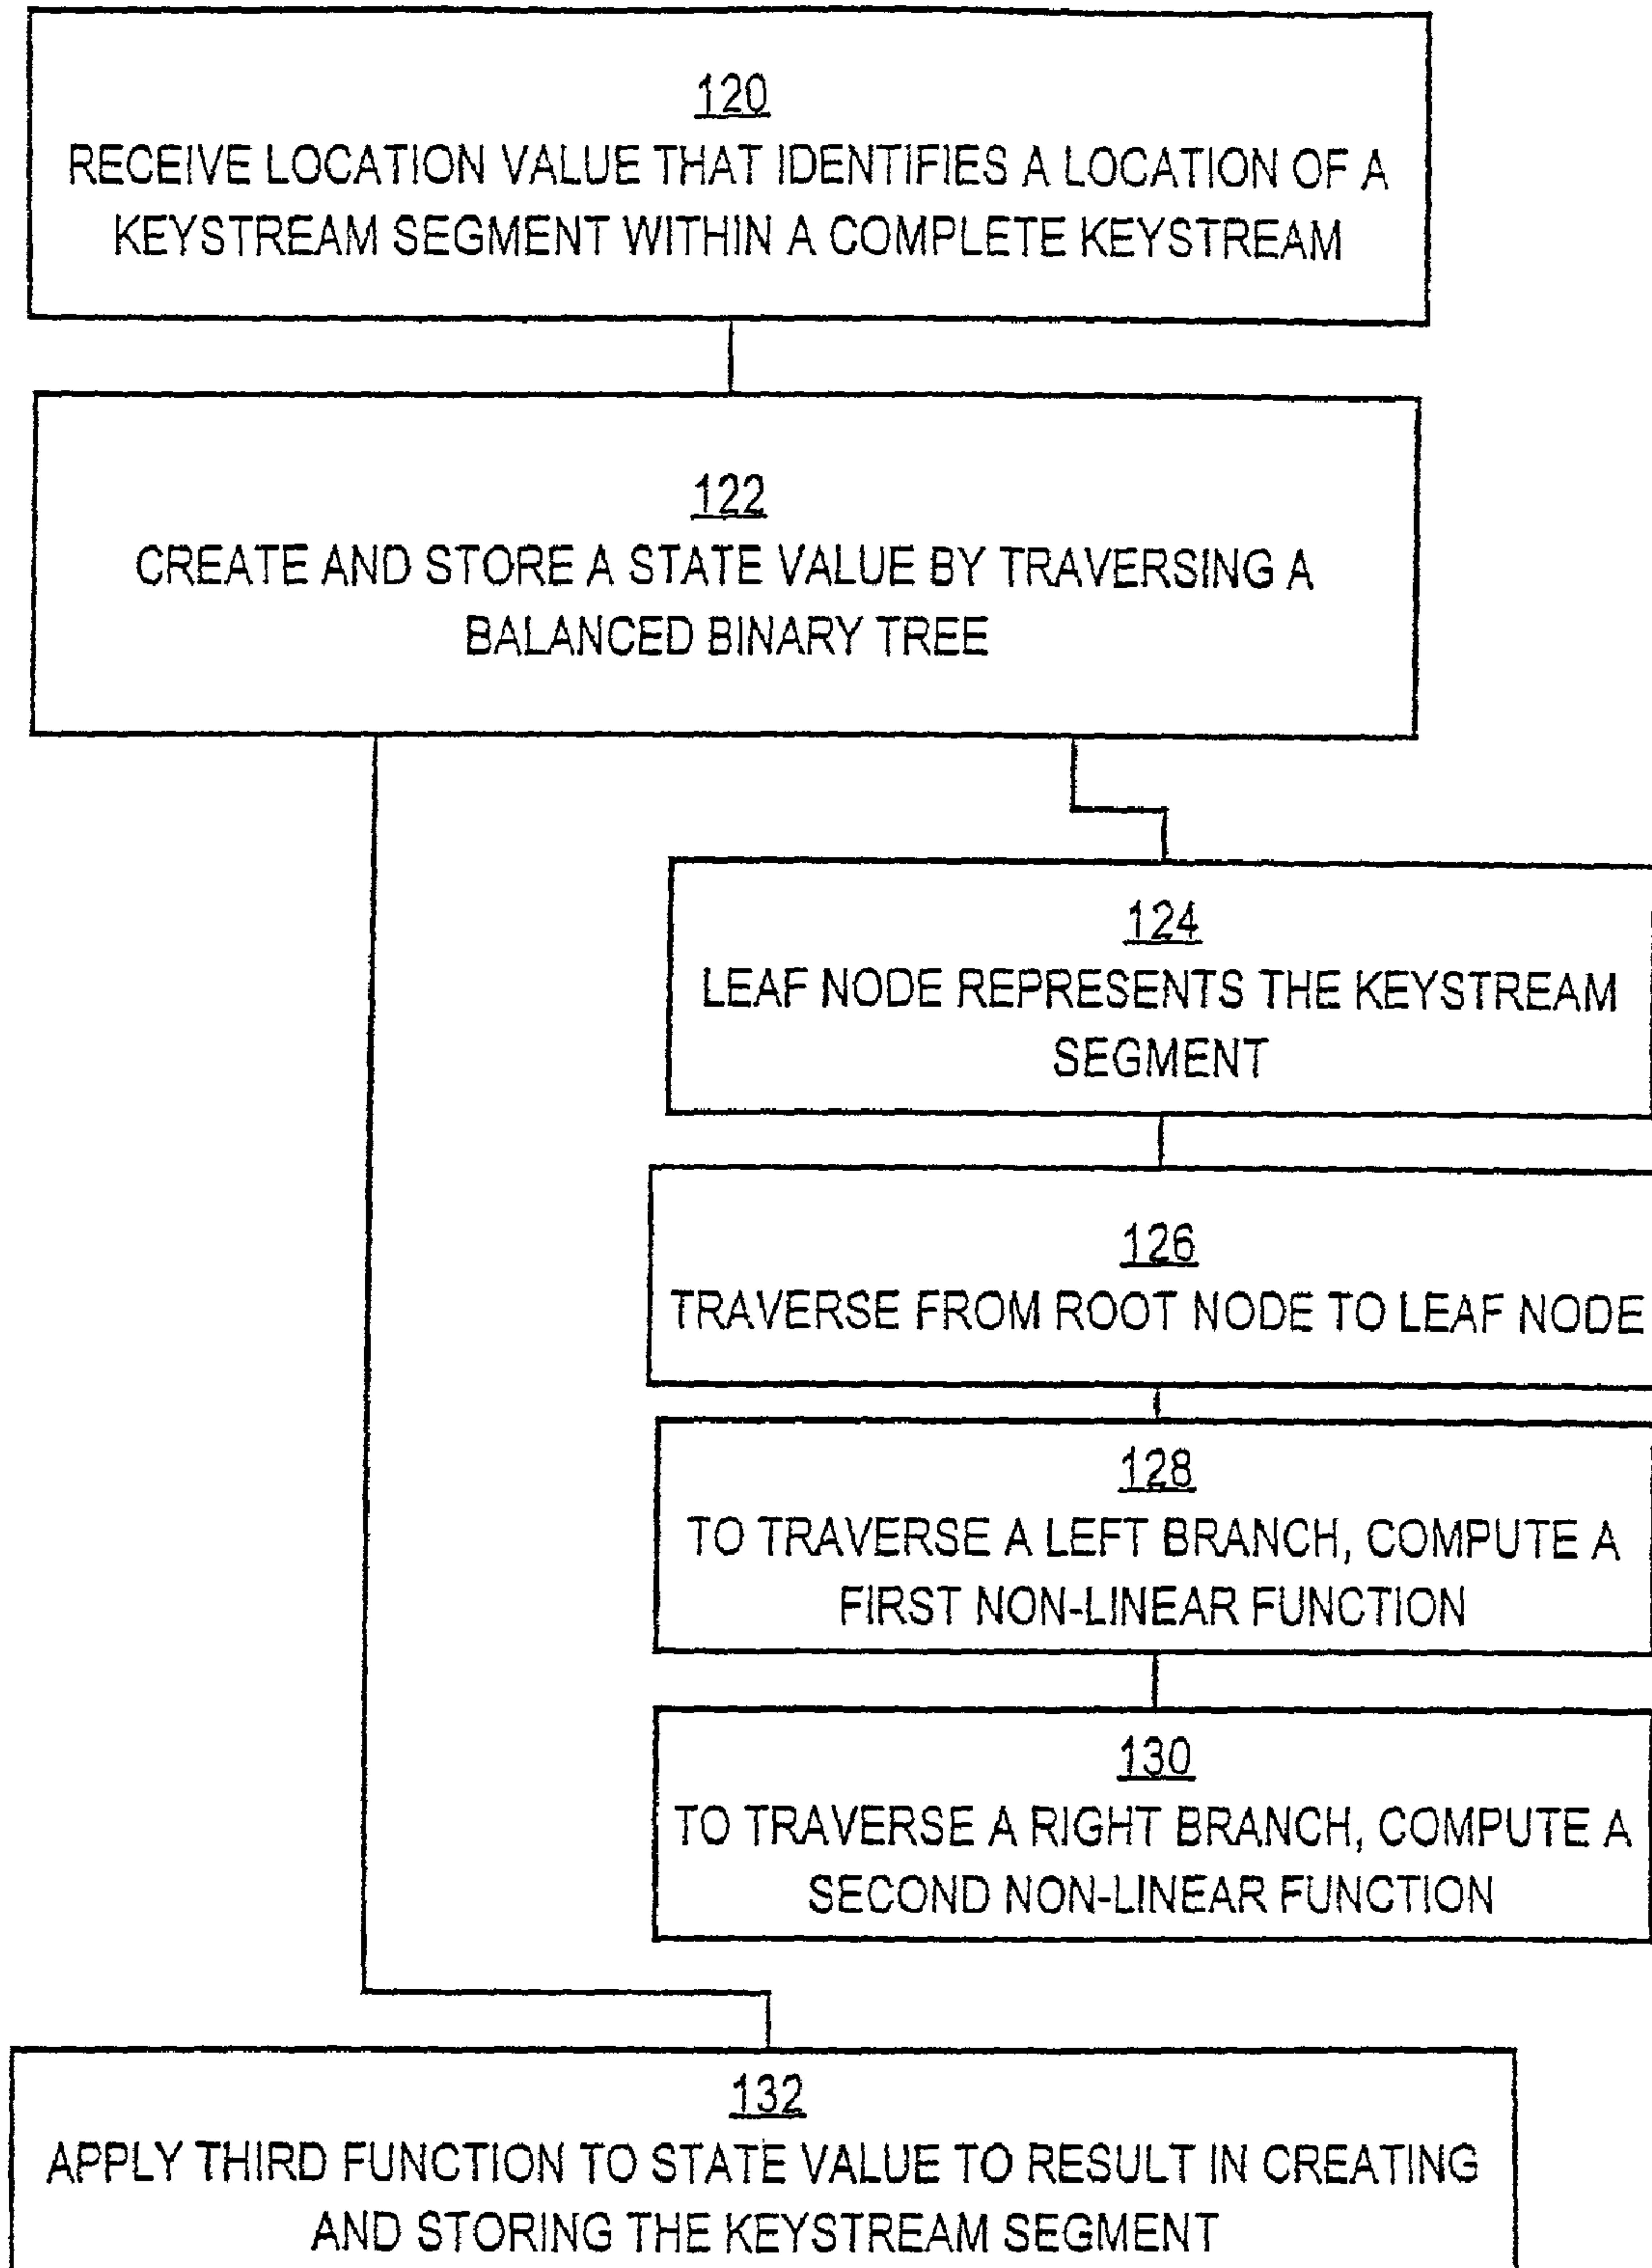 120
RECEIVE LOCATION VALUE THAT IDENTIFIES A LOCATION OF A
KEYSTREAM SEGMENT WITHIN A COMPLETE KEYSTREAM
122
CREATE AND STORE A STATE VALUE BY TRAVERSING A
BALANCED BINARY TREE
124
LEAF NODE REPRESENTS THE KEYSTREAM
SEGMENT
126
TRAVERSE FROM ROOT NODE TO LEAF NODE
128
TO TRAVERSE A LEFT BRANCH, COMPUTE A
FIRST NON-LINEAR FUNCTION
130
TO TRAVERSE A RIGHT BRANCH, COMPUTE A
SECOND NON-LINEAR FUNCTION
132
APPLY THIRD FUNCTION TO STATE VALUE TO RESULT IN CREATING
AND STORING THE KEYSTREAM SEGMENT